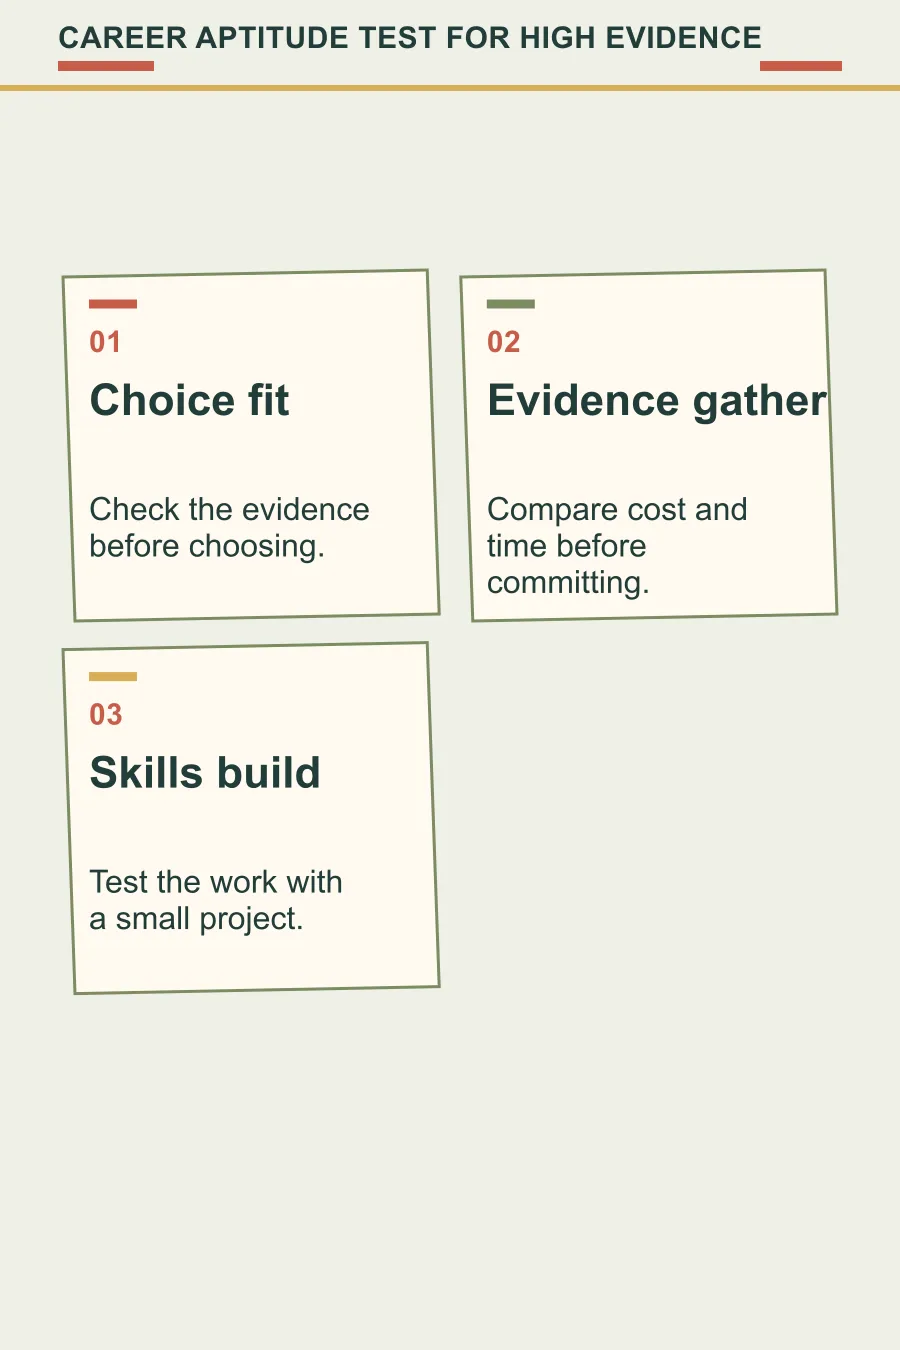 CAREER APTITUDE TEST FOR HIGH EVIDENCE
01
Choice fit
Check the evidence
before choosing.
02
Evidence gather
Compare cost and
time before
committing.
03
Skills build
Test the work with
a small project.